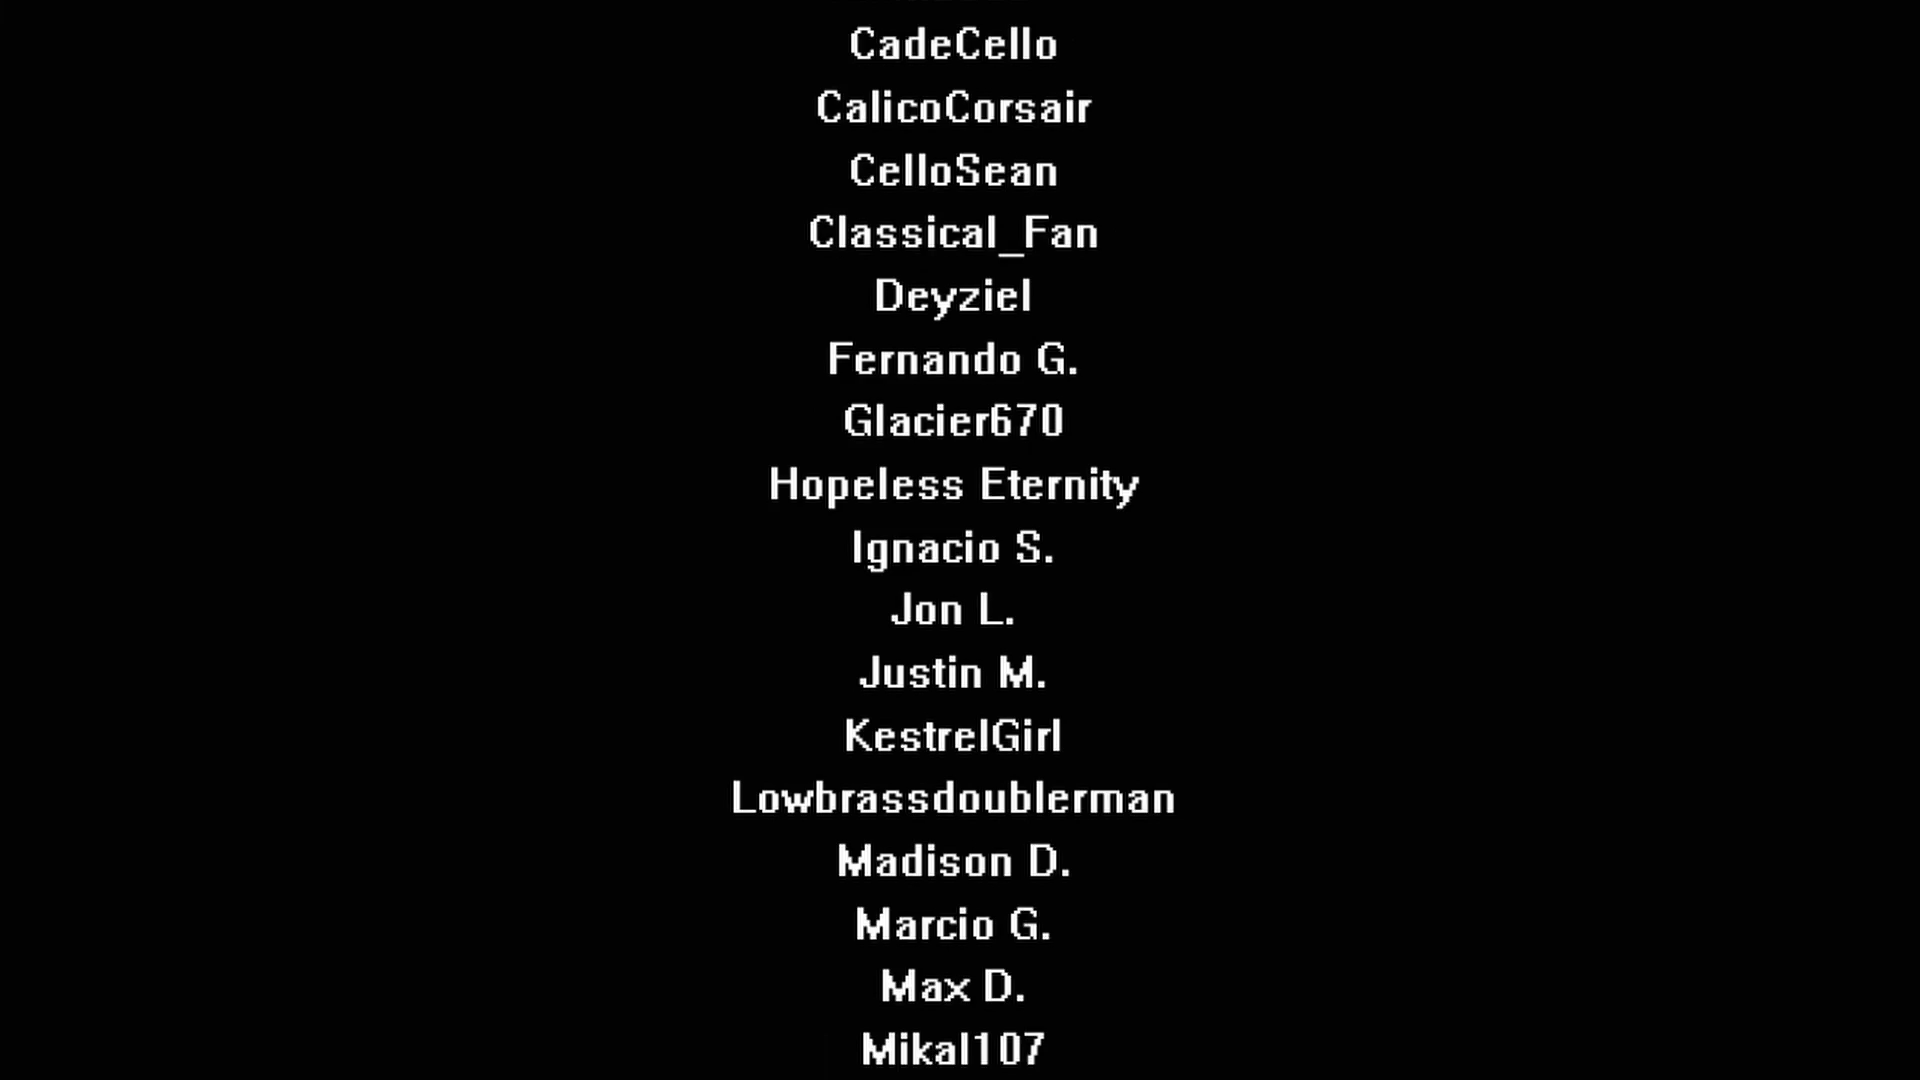 CadeCello
CalicoCorsair
CelloSean
Classical_Fan
Deyziel
Fernando G.
Glacier670
Hopeless Eternity
Ignacio S.
Jon L.
Justin M.
KestrelGirl
Lowbrassdoublerman
Madison D.
Marcio G.
Max D.
Mikal107